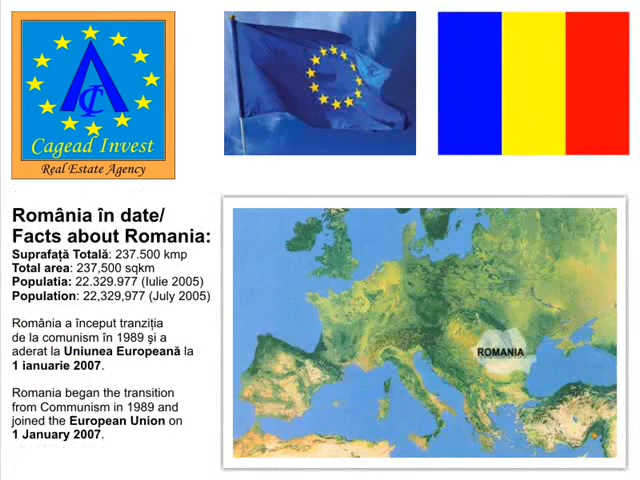 Cagead Invest
Real Estate Agency
România în date/
Facts about Romania:
Suprafață Totală: 237.500 kmp
Total area: 237,500 sqkm
Populatia: 22.329.977 (Iulie 2005)
Population: 22,329,977 (July 2005)
România a început tranziția
de la comunism în 1989 şi a
aderat la Uniunea Europeană la
1 ianuarie 2007.
Romania began the transition
from Communism in 1989 and
joined the European Union on
1 January 2007.
ROMANIA